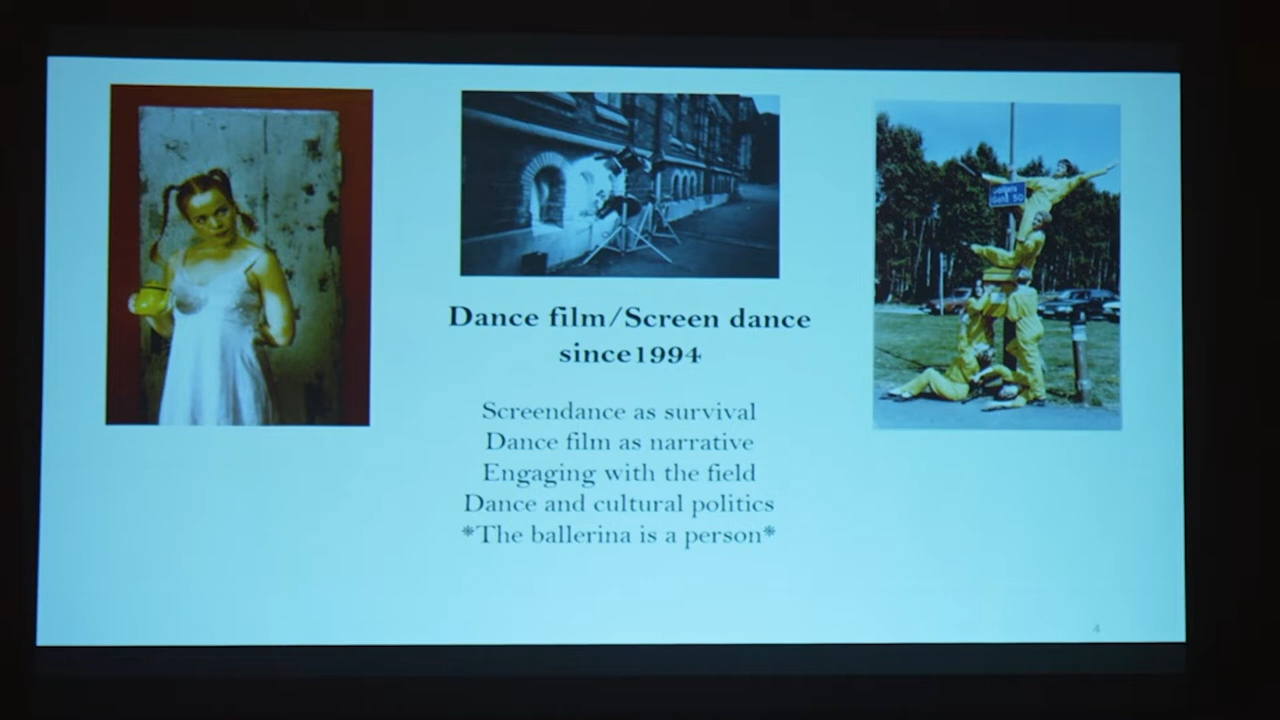 Dance film/Screen dance
since1994
Screendance as survival
Dance film as narrative
Engaging with the field
Dance and cultural politics
*The ballerina is a person*
4